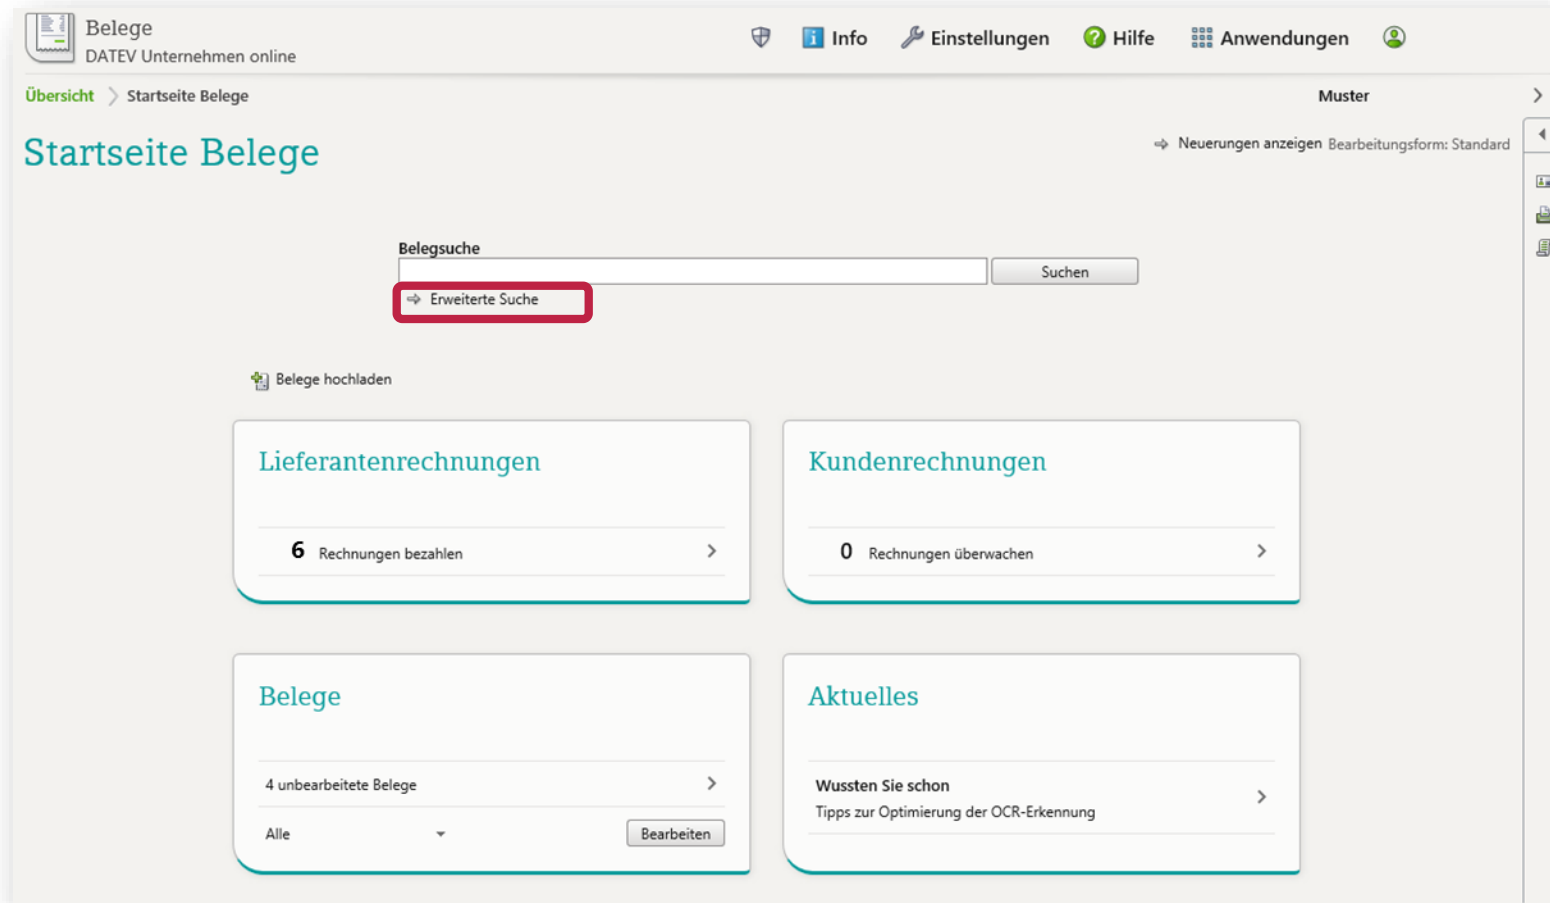 Belege
DATEV Unternehmen online
Info Einstellungen Hilfe Anwendungen
Übersicht Startseite Belege Muster
Startseite Belege
Neuerungen anzeigen Bearbeitungsform: Standard
Belegsuche
Suchen
Erweiterte Suche
Belege hochladen
Lieferantenrechnungen
6 Rechnungen bezahlen
Kundenrechnungen
0 Rechnungen überwachen
Belege
4 unbearbeitete Belege
Alle Bearbeiten
Aktuelles
Wussten Sie schon
Tipps zur Optimierung der OCR-Erkennung